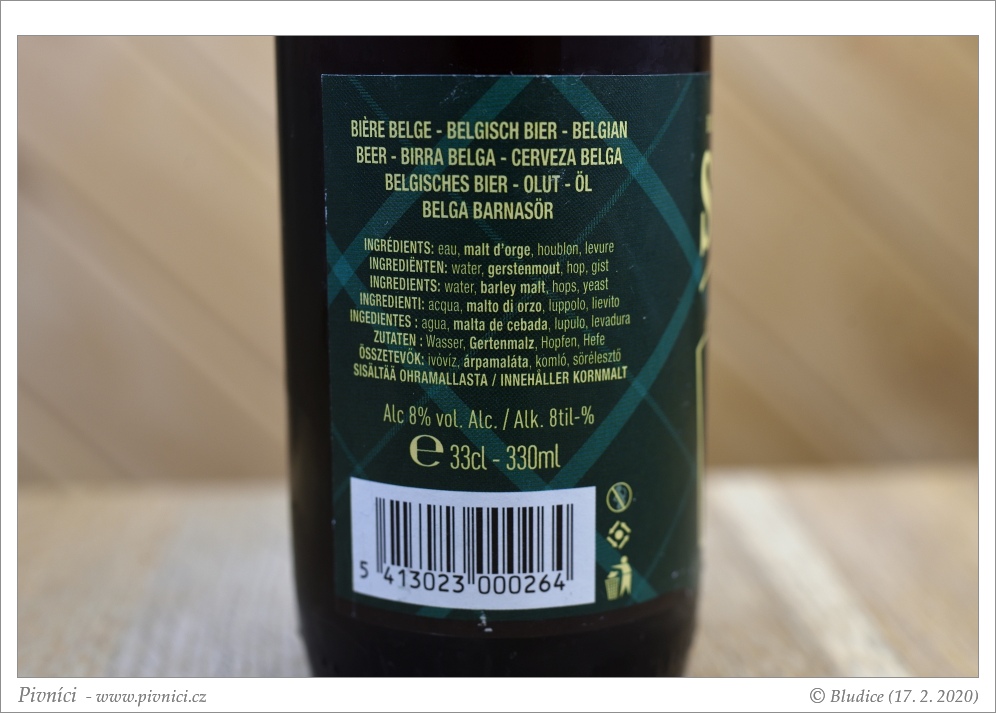 BIÈRE BELGE - BELGISCH BIER - BELGIAN
BEER - BIRRA BELGA - CERVEZA BELGA
BELGISCHES BIER - OLUT - ÖL
BELGA BARNASÖR
INGRÉDIENTS: eau, malt d'orge, houblon, levure
INGREDIËNTEN: water, gerstenmout, hop, gist
INGREDIENTS: water, barley malt, hops, yeast
INGREDIENTI: acqua, malto di orzo, luppolo, lievito
INGEDIENTES : agua, malta de cebada, lupulo, levadura
ZUTATEN : Wasser, Gertenmalz, Hopfen, Hefe
ÖSSZETEVŐK: ivóvíz, árpamaláta, komló, sörélesztő
SISÄLTÄÄ OHRAMALLASTA / INNEHÅLLER KORNMALT
Alc 8% vol. Alc. / Alk. 8til-%
e 33cl - 330ml
5 413023 000264
Pivníci - www.pivnici.cz
© Bludice (17. 2. 2020)